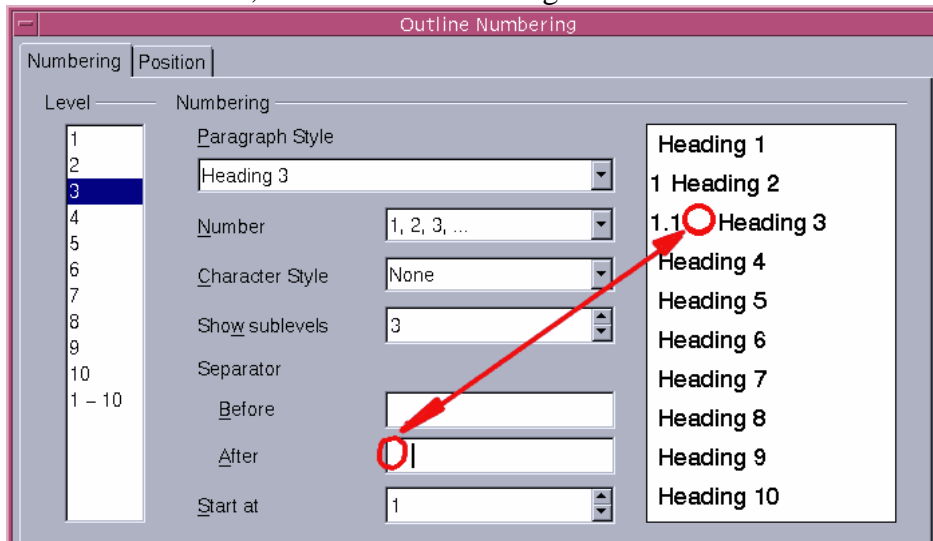 Outline Numbering
Numbering Position
Level Numbering
1
2
3
4
5
6
7
8
9
10
1 – 10
Paragraph Style
Heading 3
Number 1, 2, 3, ...
Character Style None
Show sublevels 3
Separator
Before
After
Start at 1
Heading 1
1 Heading 2
1.1 Heading 3
Heading 4
Heading 5
Heading 6
Heading 7
Heading 8
Heading 9
Heading 10